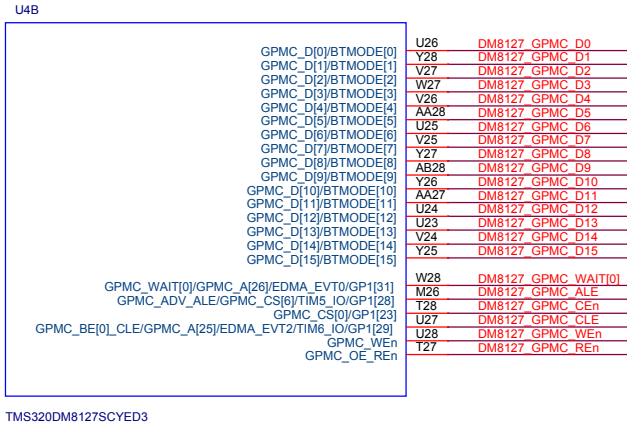 U4B
GPMC_D[0]/BTMODE[0] U26 DM8127_GPMC_D0
GPMC_D[1]/BTMODE[1] Y28 DM8127_GPMC_D1
GPMC_D[2]/BTMODE[2] V27 DM8127_GPMC_D2
GPMC_D[3]/BTMODE[3] W27 DM8127_GPMC_D3
GPMC_D[4]/BTMODE[4] V26 DM8127_GPMC_D4
GPMC_D[5]/BTMODE[5] AA28 DM8127_GPMC_D5
GPMC_D[6]/BTMODE[6] U25 DM8127_GPMC_D6
GPMC_D[7]/BTMODE[7] V25 DM8127_GPMC_D7
GPMC_D[8]/BTMODE[8] Y27 DM8127_GPMC_D8
GPMC_D[9]/BTMODE[9] AB28 DM8127_GPMC_D9
GPMC_D[10]/BTMODE[10] Y26 DM8127_GPMC_D10
GPMC_D[11]/BTMODE[11] AA27 DM8127_GPMC_D11
GPMC_D[12]/BTMODE[12] U24 DM8127_GPMC_D12
GPMC_D[13]/BTMODE[13] U23 DM8127_GPMC_D13
GPMC_D[14]/BTMODE[14] V24 DM8127_GPMC_D14
GPMC_D[15]/BTMODE[15] Y25 DM8127_GPMC_D15
GPMC_WAIT[0]/GPMC_A[26]/EDMA_EVT0/GP1[31] W28 DM8127_GPMC_WAIT[0]
GPMC_ADV_ALE/GPMC_CS[6]/TIM5_IO/GP1[28] M26 DM8127_GPMC_ALE
GPMC_CS[0]/GP1[23] T28 DM8127_GPMC_CEn
GPMC_BE[0]_CLE/GPMC_A[25]/EDMA_EVT2/TIM6_IO/GP1[29] U27 DM8127_GPMC_CLE
GPMC_WEn U28 DM8127_GPMC_WEn
GPMC_OE_REn T27 DM8127_GPMC_REn
TMS320DM8127SCYED3